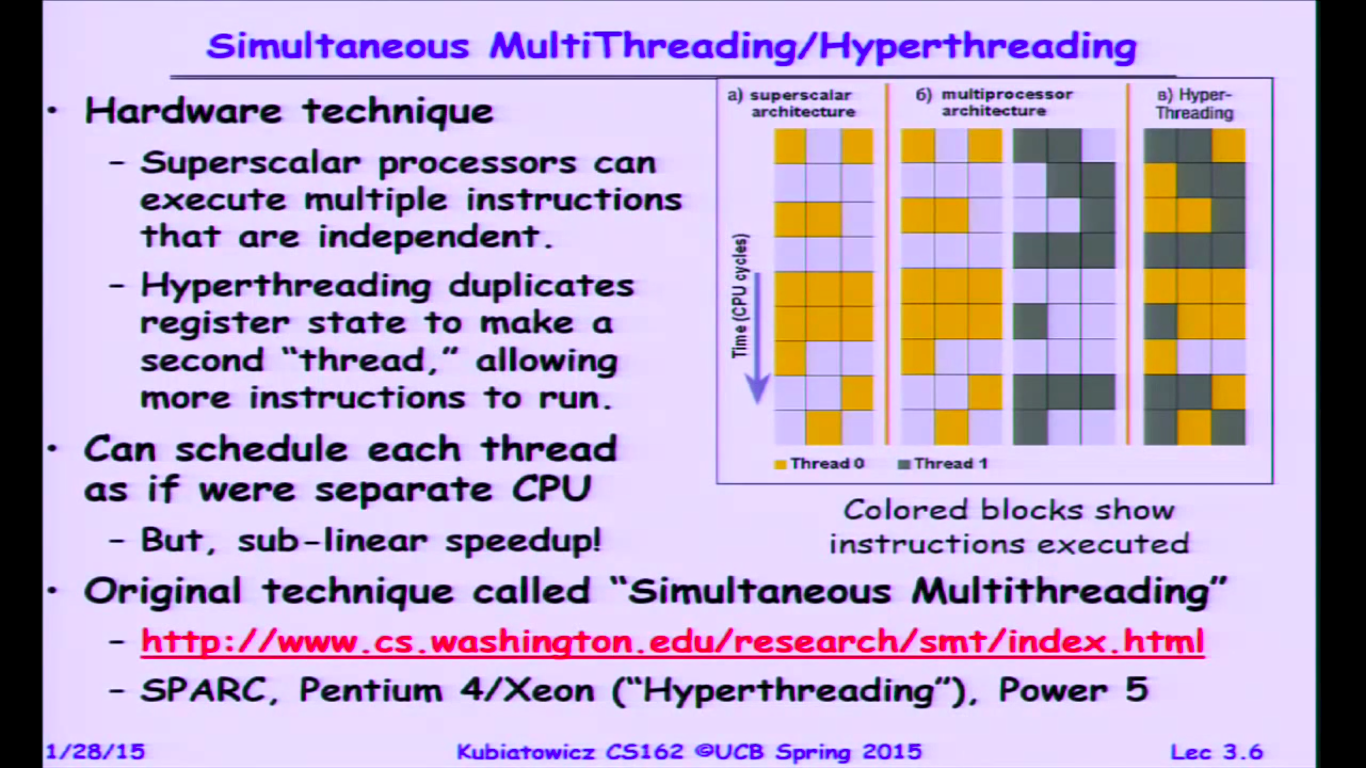 Simultaneous MultiThreading/Hyperthreading
• Hardware technique
– Superscalar processors can
execute multiple instructions
that are independent.
– Hyperthreading duplicates
register state to make a
second “thread,” allowing
more instructions to run.
• Can schedule each thread
as if were separate CPU
– But, sub-linear speedup!
• Original technique called “Simultaneous Multithreading”
– http://www.cs.washington.edu/research/smt/index.html
– SPARC, Pentium 4/Xeon (“Hyperthreading”), Power 5
а) superscalar
architecture
б) multiprocessor
architecture
в) Hyper-
Threading
Time (CPU cycles)
Thread 0
Thread 1
Colored blocks show
instructions executed
1/28/15
Kubiatowicz CS162 ©UCB Spring 2015
Lec 3.6